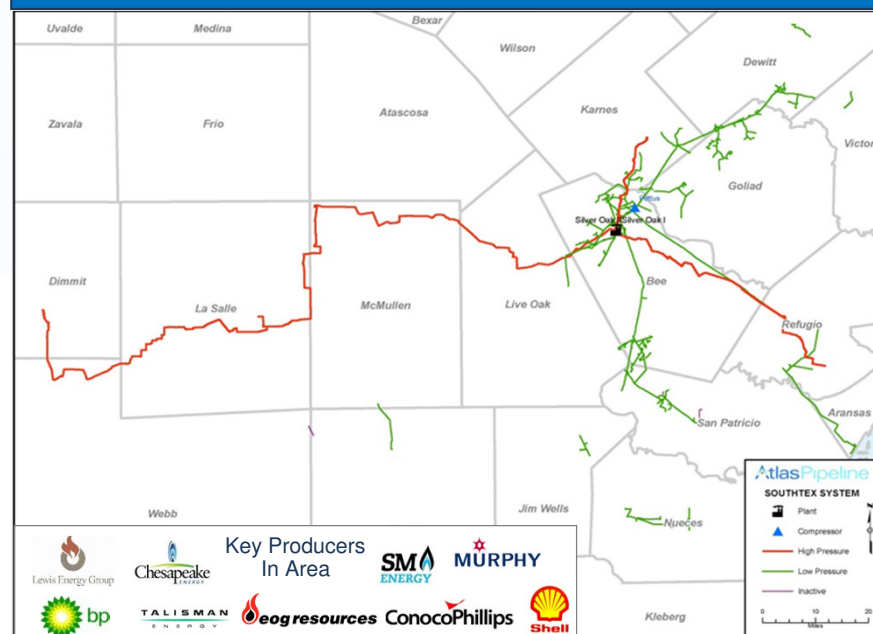 Uvalde
Medina
Bexar
Wilson
Dewitt
Zavala
Frio
Atascosa
Karnes
Victor
Goliad
Pettus
Silver Oak II
Silver Oak I
Dimmit
La Salle
McMullen
Live Oak
Bee
Refugio
Aransas
San Patricio
Webb
Jim Wells
Nueces
Kleberg
AtlasPipeline
SOUTHTEX SYSTEM
Plant
Compressor
High Pressure
Low Pressure
Inactive
0 10 20
Miles
Key Producers
In Area
Lewis Energy Group
Chesapeake
ENERGY
SM
ENERGY
MURPHY
bp
TALISMAN
ENERGY
eog resources
ConocoPhillips
Shell